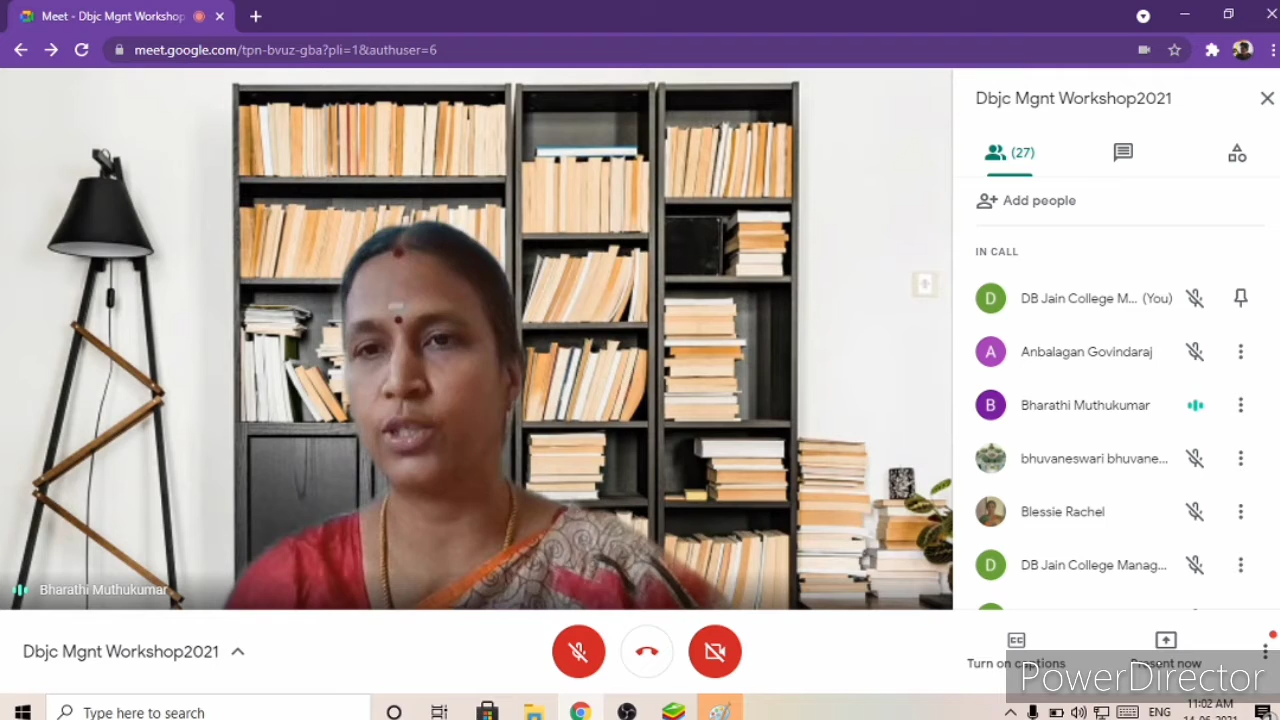 Meet - Dbjc Mgnt Workshop
meet.google.com/tpn-bvuz-gba?pli=1&authuser=6
Dbjc Mgnt Workshop2021
(27)
Add people
IN CALL
D DB Jain College M... (You)
A Anbalagan Govindaraj
B Bharathi Muthukumar
bhuvaneswari bhuvane...
Blessie Rachel
D DB Jain College Manag...
Bharathi Muthukumar
Dbjc Mgnt Workshop2021
Turn on captions
Present now
PowerDirector
Type here to search
ENG
11:02 AM